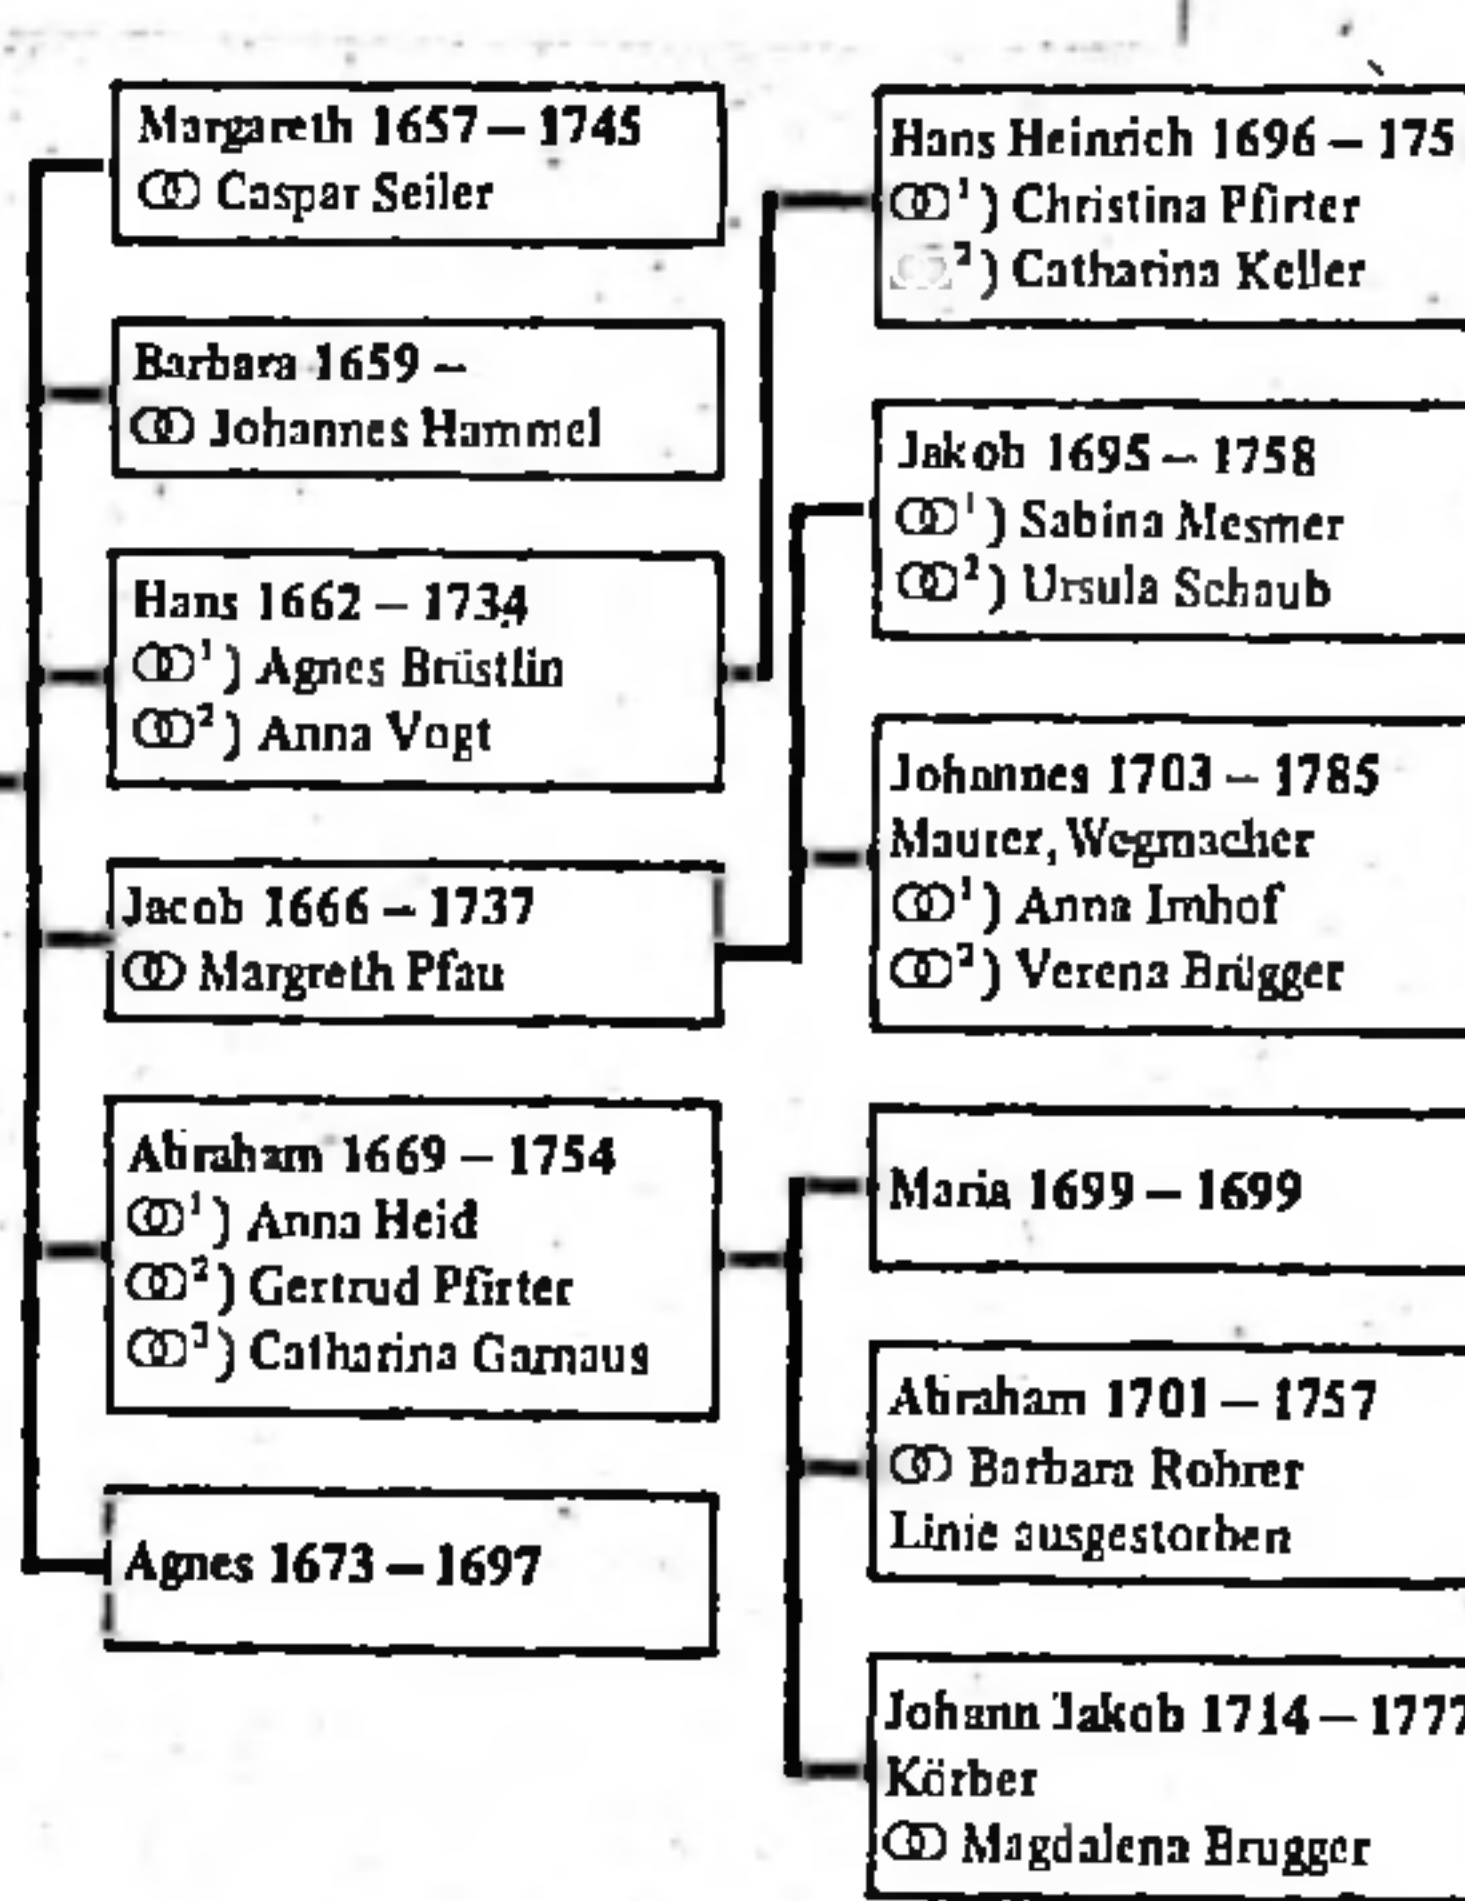 Margareth 1657 – 1745
⚭ Caspar Seiler
Barbara 1659 –
⚭ Johannes Hammel
Hans 1662 – 1734
⚭¹) Agnes Brüstlin
⚭²) Anna Vogt
Jacob 1666 – 1737
⚭ Margreth Pfau
Abraham 1669 – 1754
⚭¹) Anna Heid
⚭²) Gertrud Pfirter
⚭³) Catharina Garnaus
Agnes 1673 – 1697
Hans Heinrich 1696 – 175
⚭¹) Christina Pfirter
⚭²) Catharina Keller
Jakob 1695 – 1758
⚭¹) Sabina Mesmer
⚭²) Ursula Schaub
Johannes 1703 – 1785
Maurer, Wegmacher
⚭¹) Anna Imhof
⚭²) Verena Brügger
Maria 1699 – 1699
Abraham 1701 – 1757
⚭ Barbara Rohrer
Linie ausgestorben
Johann Jakob 1714 – 1777
Körber
⚭ Magdalena Brugger